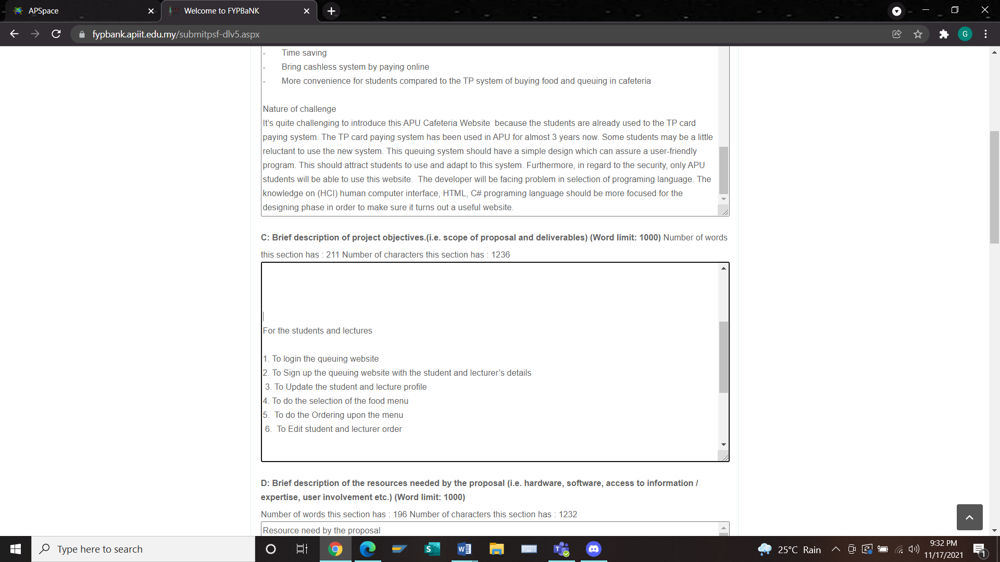 APSpace
Welcome to FYPBaNK
fypbank.apiit.edu.my/submitpsf-dlv5.aspx
G
- Time saving
- Bring cashless system by paying online
- More convenience for students compared to the TP system of buying food and queuing in cafeteria
Nature of challenge
It's quite challenging to introduce this APU Cafeteria Website  because the students are already used to the TP card
paying system. The TP card paying system has been used in APU for almost 3 years now. Some students may be a little
reluctant to use the new system. This queuing system should have a simple design which can assure a user-friendly
program. This should attract students to use and adapt to this system. Furthermore, in regard to the security, only APU
students will be able to use this website.  The developer will be facing problem in selection of programing language. The
knowledge on (HCI) human computer interface, HTML, C# programing language should be more focused for the
designing phase in order to make sure it turns out a useful website.
C: Brief description of project objectives.(i.e. scope of proposal and deliverables) (Word limit: 1000) Number of words
this section has : 211 Number of characters this section has : 1236
For the students and lectures
1. To login the queuing website
2. To Sign up the queuing website with the student and lecturer's details
3. To Update the student and lecture profile
4. To do the selection of the food menu
5.  To do the Ordering upon the menu
6.  To Edit student and lecturer order
D: Brief description of the resources needed by the proposal (i.e. hardware, software, access to information /
expertise, user involvement etc.) (Word limit: 1000)
Number of words this section has : 196 Number of characters this section has : 1232
Resource need by the proposal
Type here to search
S
W
25°C Rain
9:32 PM
11/17/2021
1